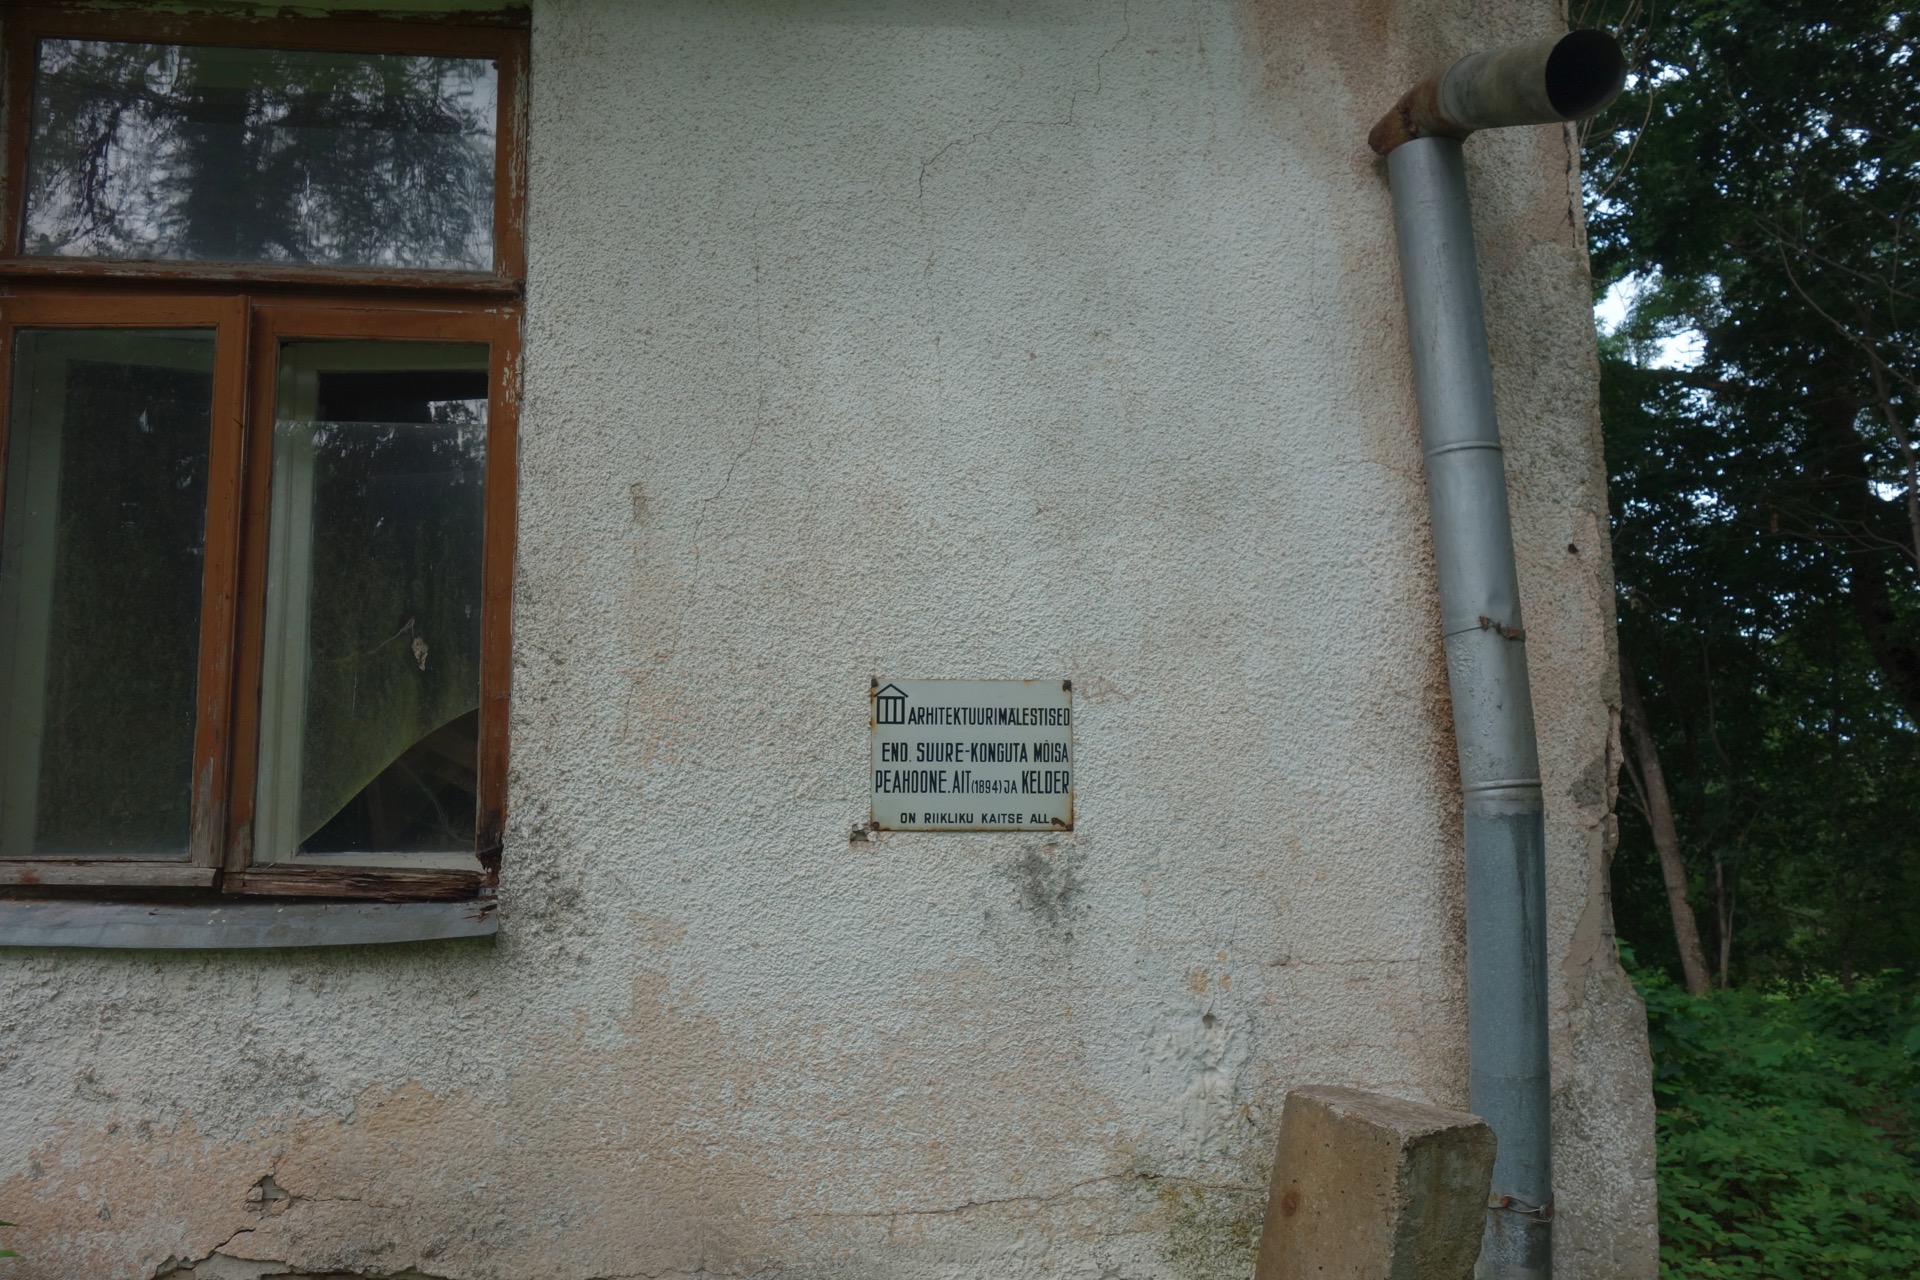 ARHITEKTUURIMÄLESTISED
END. SUURE-KONGUTA MÕISA
PEAHOONE. AIT (1894) JA KELDER
ON RIIKLIKU KAITSE ALL.